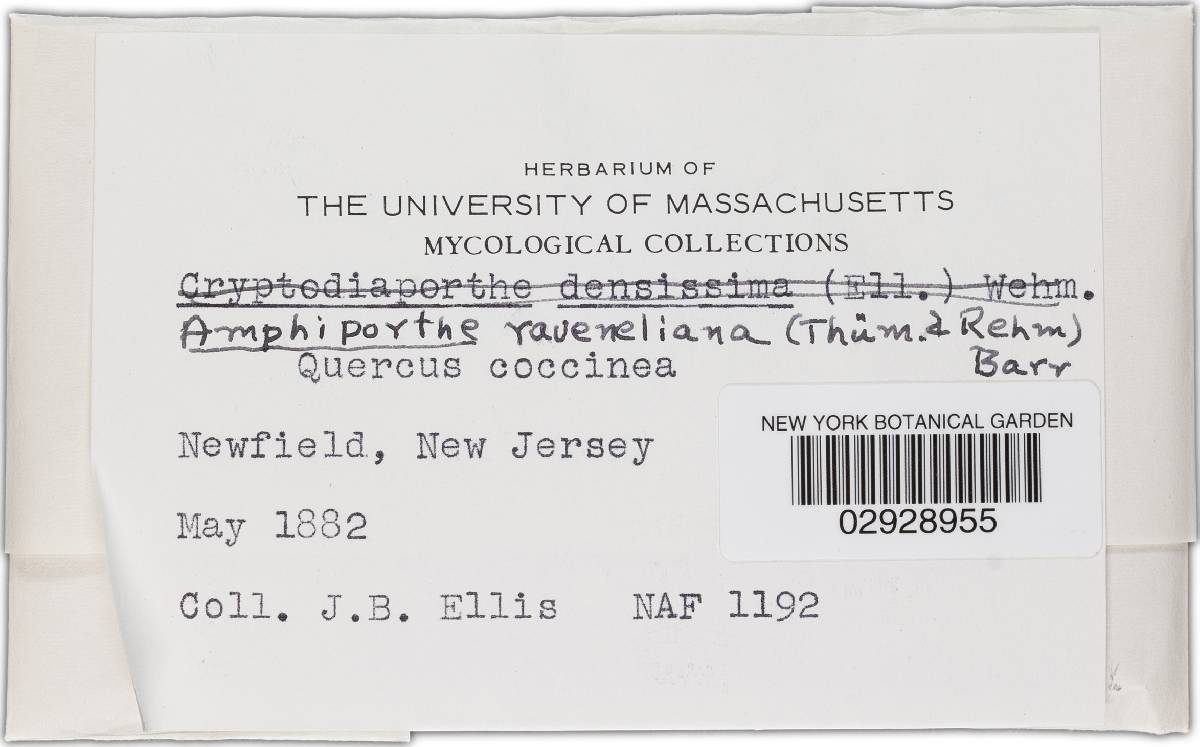 HERBARIUM OF
THE UNIVERSITY OF MASSACHUSETTS
MYCOLOGICAL COLLECTIONS
Cryptodiaporthe densissima (Ell.) Wehm.
Amphiporthe raveneliana (Thüm. & Rehm)
Barr
Quercus coccinea
NEW YORK BOTANICAL GARDEN
02928955
Newfield, New Jersey
May 1882
Coll. J.B. Ellis NAF 1192